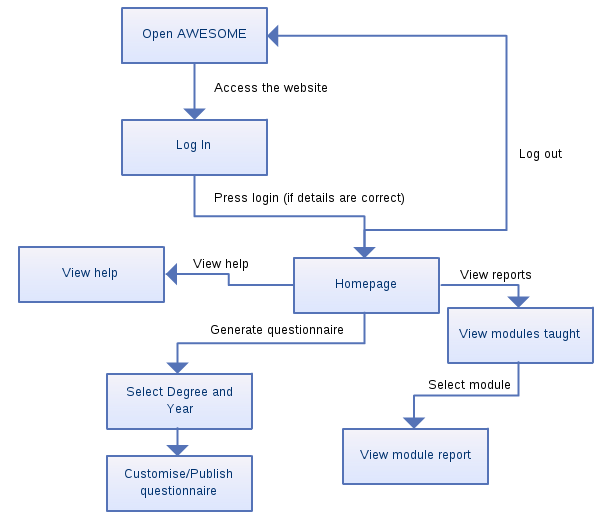 Open AWESOME
Access the website
Log In
Log out
Press login (if details are correct)
View help
View help
Homepage
View reports
Generate questionnaire
View modules taught
Select Degree and
Year
Select module
View module report
Customise/Publish
questionnaire